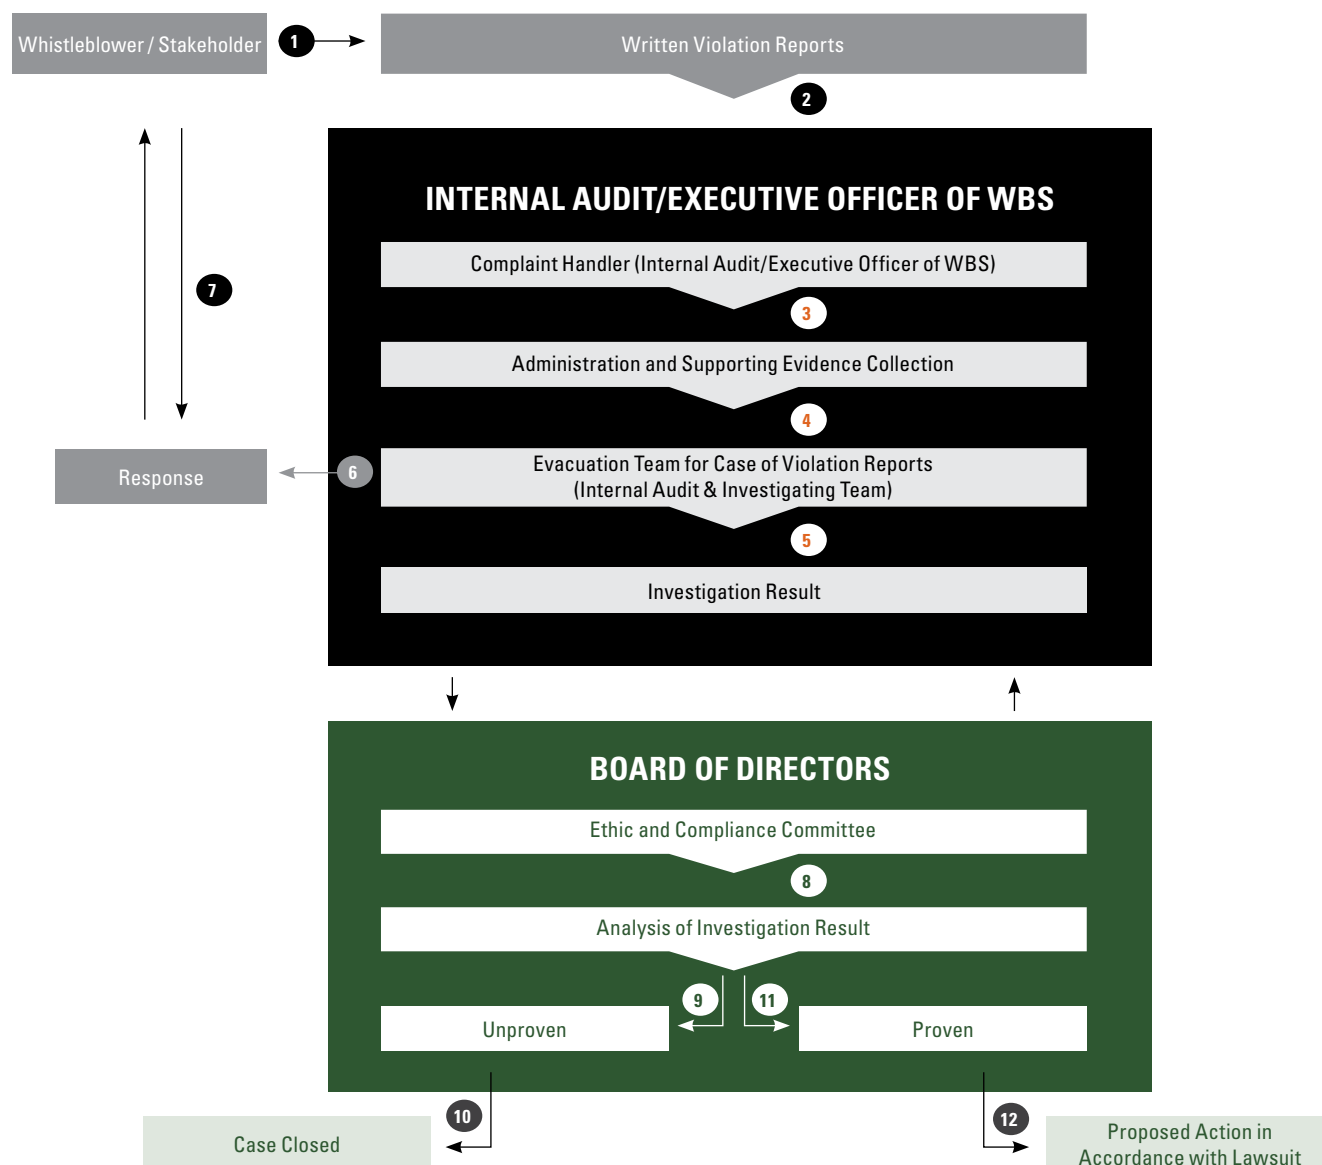 Whistleblower / Stakeholder
1
Written Violation Reports
2
INTERNAL AUDIT/EXECUTIVE OFFICER OF WBS
Complaint Handler (Internal Audit/Executive Officer of WBS)
3
Administration and Supporting Evidence Collection
4
7
Response
6
Evacuation Team for Case of Violation Reports
(Internal Audit & Investigating Team)
5
Investigation Result
BOARD OF DIRECTORS
Ethic and Compliance Committee
8
Analysis of Investigation Result
9
11
Unproven
Proven
10
12
Case Closed
Proposed Action in
Accordance with Lawsuit